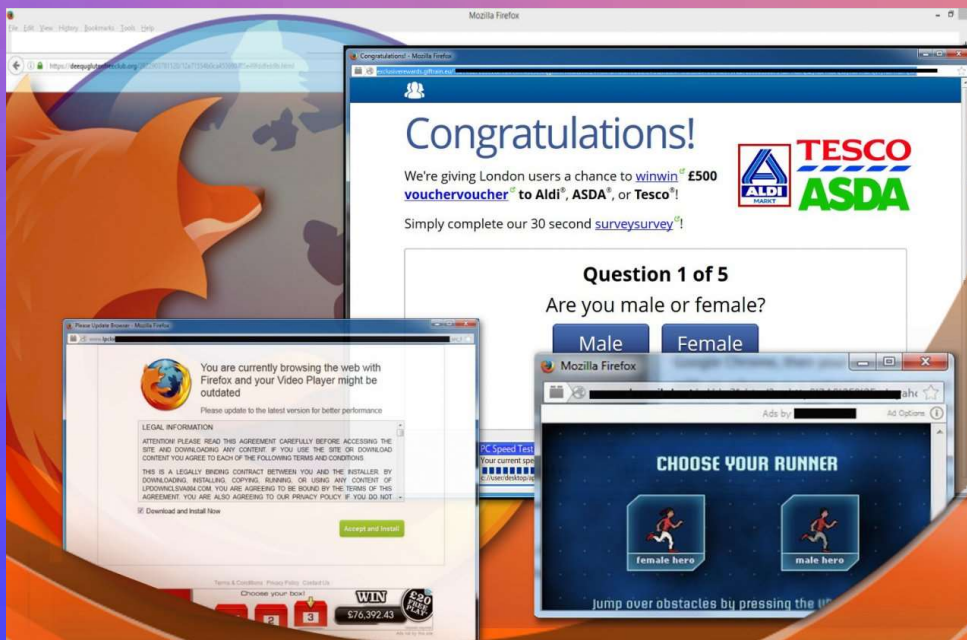 Mozilla Firefox
File Edit View History Bookmarks Tools Help
Congratulations! - Mozilla Firefox
Congratulations!
We're giving London users a chance to winwin £500
vouchervoucher to Aldi®, ASDA®, or Tesco®!
Simply complete our 30 second surveysurvey!
ALDI
MARKT
TESCO
ASDA
Question 1 of 5
Are you male or female?
Male Female
Please Update Browser - Mozilla Firefox
You are currently browsing the web with
Firefox and your Video Player might be
outdated
Please update to the latest version for better performance
LEGAL INFORMATION
ATTENTION! PLEASE READ THIS AGREEMENT CAREFULLY BEFORE ACCESSING THE
SITE AND DOWNLOADING ANY CONTENT. IF YOU USE THE SITE OR DOWNLOAD
CONTENT YOU AGREE TO EACH OF THE FOLLOWING TERMS AND CONDITIONS.
THIS IS A LEGALLY BINDING CONTRACT BETWEEN YOU AND THE INSTALLER. BY
DOWNLOADING, INSTALLING, COPYING, RUNNING, OR USING ANY CONTENT OF
YOU ARE AGREEING TO BE BOUND BY THE TERMS OF THIS
AGREEMENT. YOU ARE ALSO AGREEING TO OUR PRIVACY POLICY. IF YOU DO NOT
Download and Install Now
Accept and Install
Terms & Conditions Privacy Policy Contact Us
Choose your box!
2 3
WIN
£76,392.43
£20
FREE
PLAY
PC Speed Test
Your current spe
c:/user/desktop/ap
Mozilla Firefox
Ads by
Ad Options
CHOOSE YOUR RUNNER
female hero male hero
Jump over obstacles by pressing the